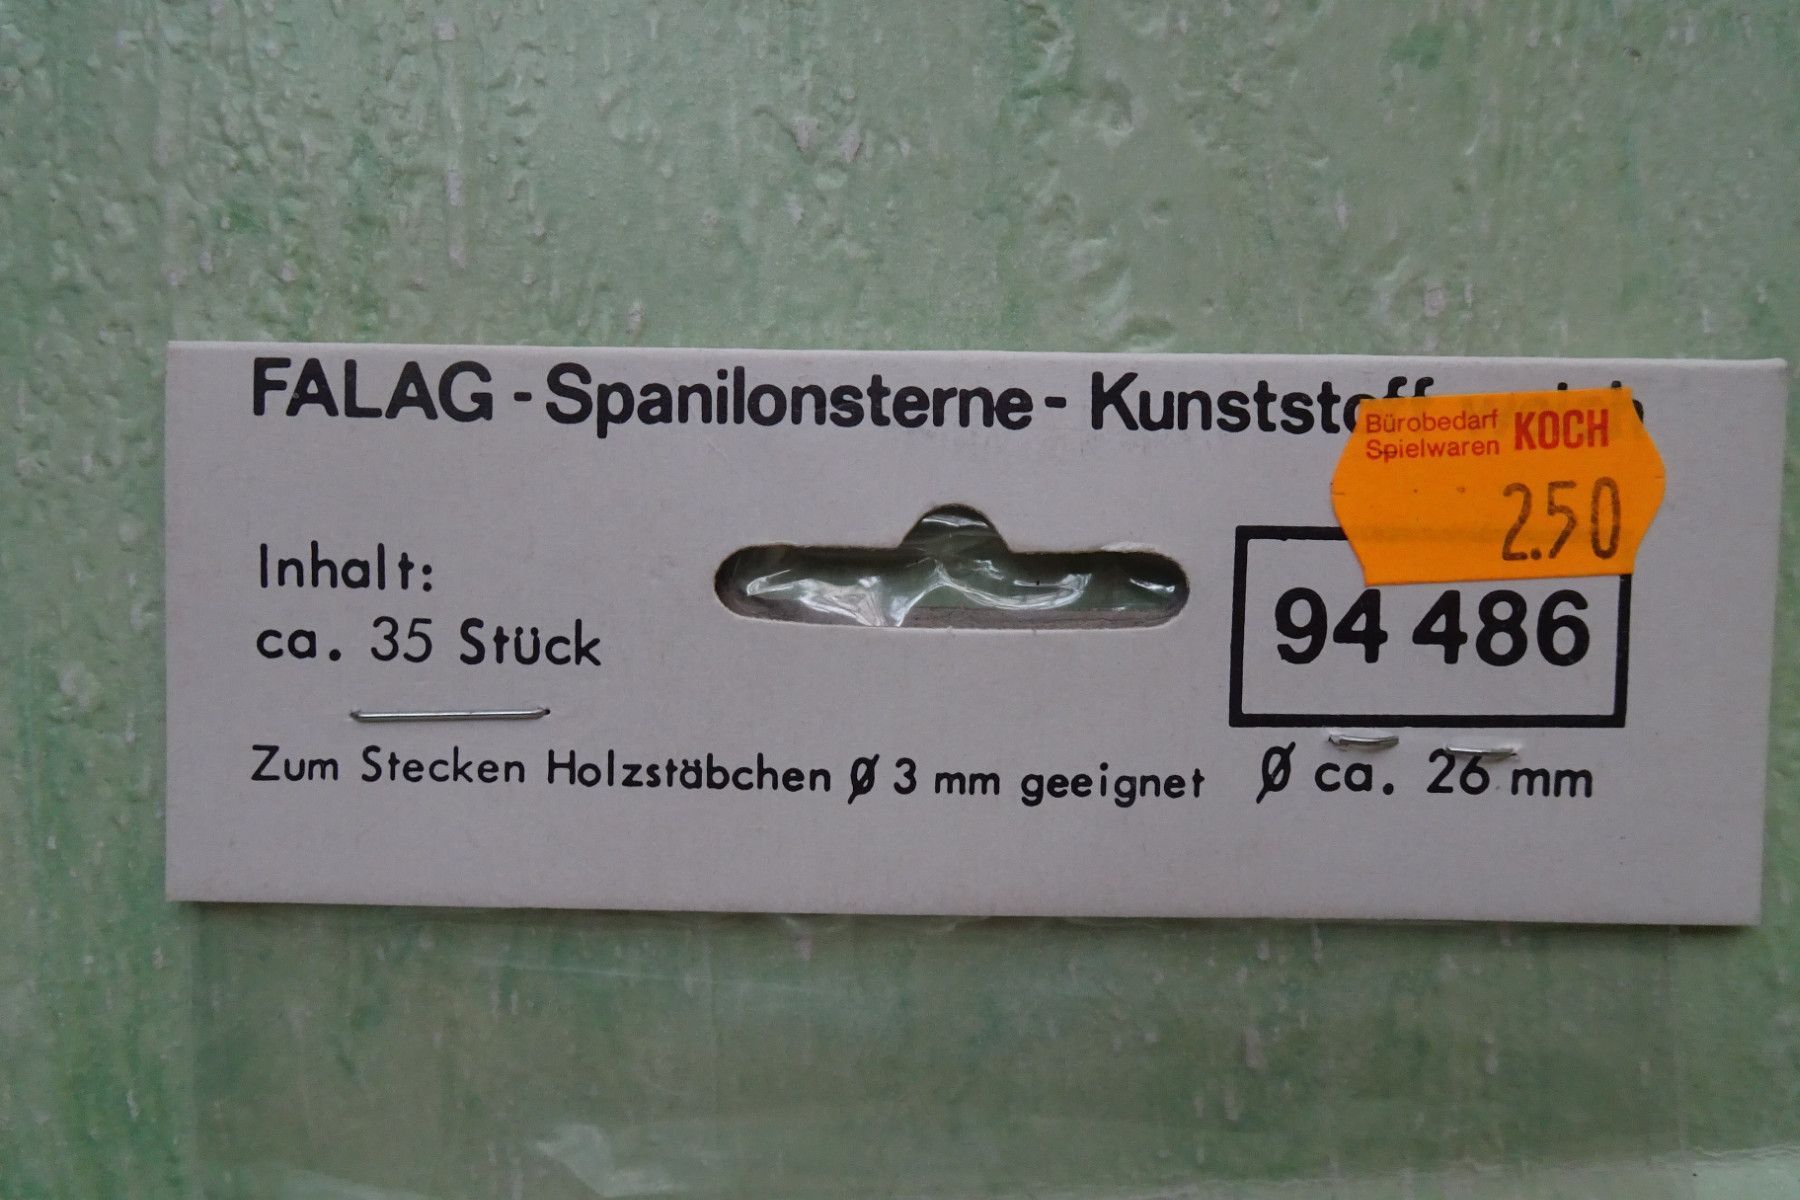 FALAG - Spanilonsterne -
Bürobedarf
Spielwaren KOCH
2.50
Inhalt:
ca. 35 Stück
94 486
Zum Stecken Holzstäbchen Ø 3 mm geeignet Ø ca. 26 mm